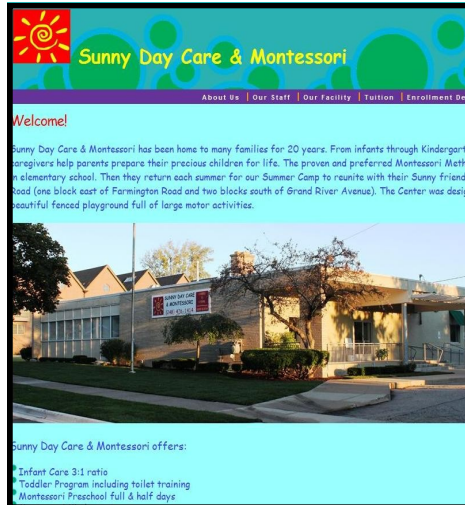 Sunny Day Care & Montessori
About Us | Our Staff | Our Facility | Tuition | Enrollment De
Welcome!
Sunny Day Care & Montessori has been home to many families for 20 years. From infants through Kindergart
caregivers help parents prepare their precious children for life. The proven and preferred Montessori Meth
in elementary school. Then they return each summer for our Summer Camp to reunite with their Sunny friend
Road (one block east of Farmington Road and two blocks south of Grand River Avenue). The Center was desig
beautiful fenced playground full of large motor activities.
SUNNY DAY CARE
& MONTESSORI
Sunny Day Care & Montessori offers:
Infant Care 3:1 ratio
Toddler Program including toilet training
Montessori Preschool full & half days